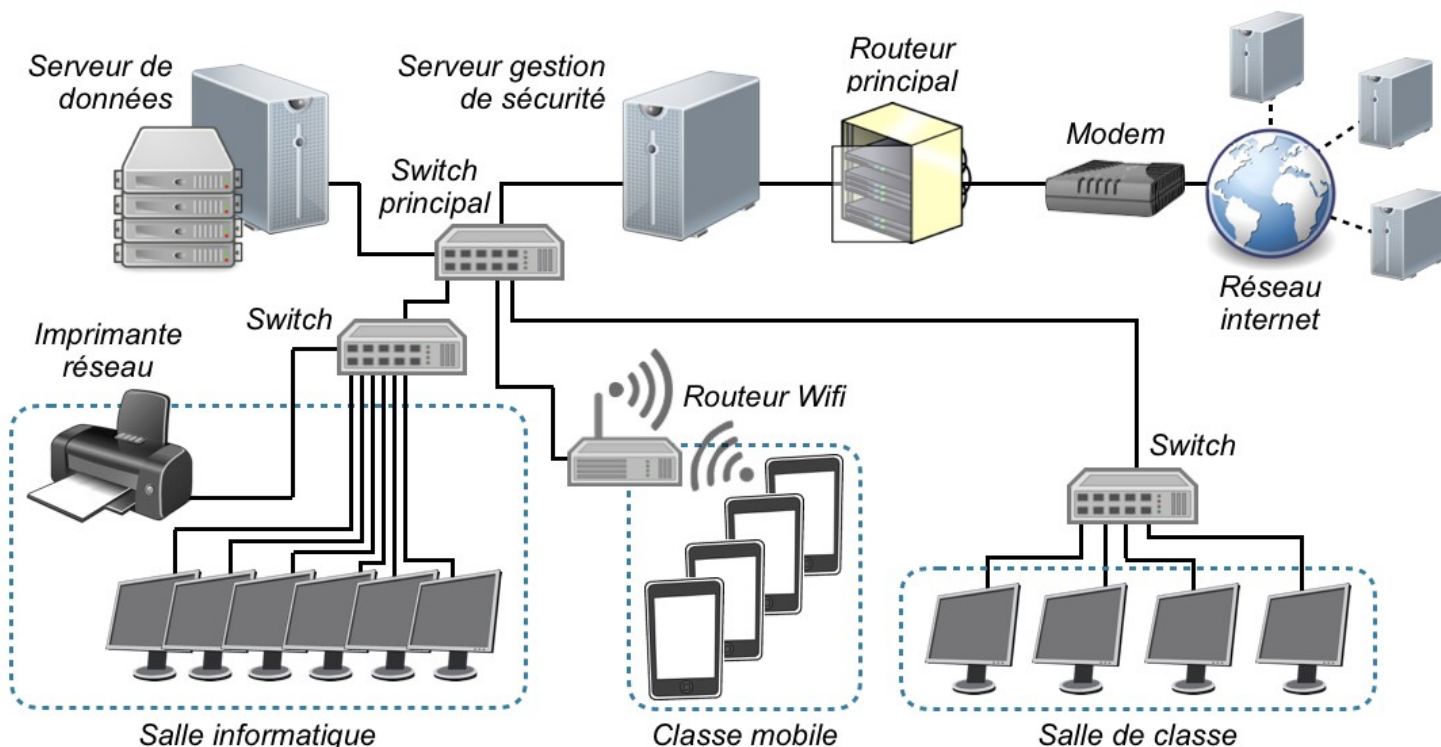 Serveur de
données
Serveur gestion
de sécurité
Routeur
principal
Modem
Switch
principal
Réseau
internet
Switch
Imprimante
réseau
Routeur Wifi
Switch
Salle informatique
Classe mobile
Salle de classe